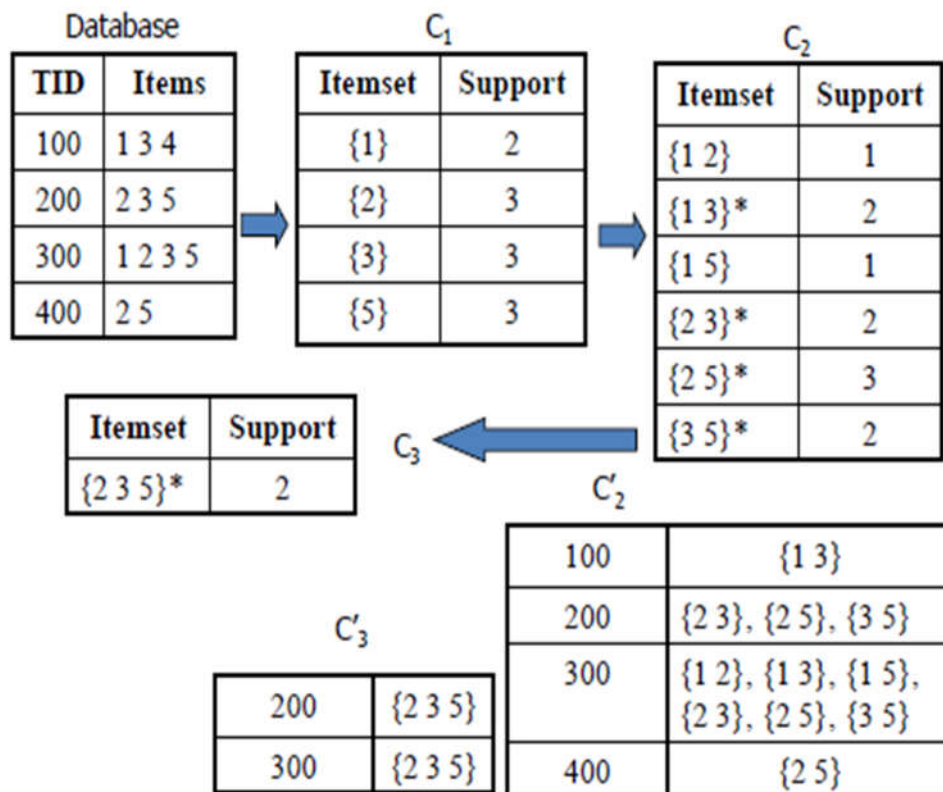 Database
TID Items
100 1 3 4
200 2 3 5
300 1 2 3 5
400 2 5
C₁
Itemset Support
{1} 2
{2} 3
{3} 3
{5} 3
C₂
Itemset Support
{1 2} 1
{1 3}* 2
{1 5} 1
{2 3}* 2
{2 5}* 3
{3 5}* 2
C₃
Itemset Support
{2 3 5}* 2
C′₂
100 {1 3}
200 {2 3}, {2 5}, {3 5}
300 {1 2}, {1 3}, {1 5},
{2 3}, {2 5}, {3 5}
400 {2 5}
C′₃
200 {2 3 5}
300 {2 3 5}